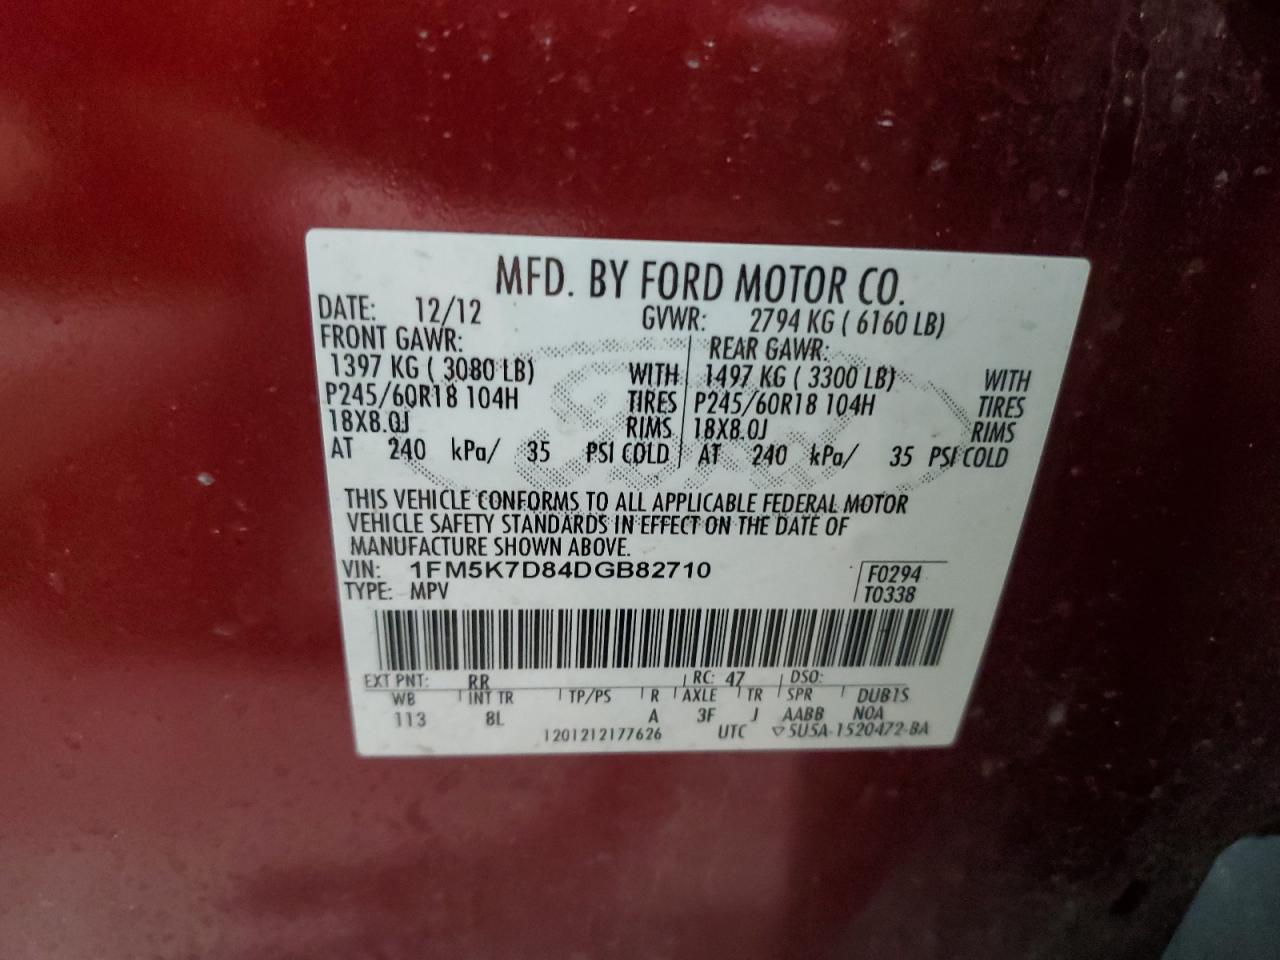 MFD. BY FORD MOTOR CO.
DATE: 12/12 GVWR: 2794 KG ( 6160 LB)
FRONT GAWR: REAR GAWR:
1397 KG ( 3080 LB) WITH 1497 KG ( 3300 LB) WITH
P245/60R18 104H TIRES P245/60R18 104H TIRES
18X8.0J RIMS 18X8.0J RIMS
AT 240 kPa/ 35 PSI COLD AT 240 kPa/ 35 PSI COLD
THIS VEHICLE CONFORMS TO ALL APPLICABLE FEDERAL MOTOR
VEHICLE SAFETY STANDARDS IN EFFECT ON THE DATE OF
MANUFACTURE SHOWN ABOVE.
VIN: 1FM5K7D84DGB82710 F0294
TYPE: MPV T0338
EXT PNT: RR RC: 47 DSO:
WB INT TR TP/PS R AXLE TR SPR DUB1S
113 8L A 3F J AABB NOA
1201212177626 UTC ▽5U5A-1520472-BA